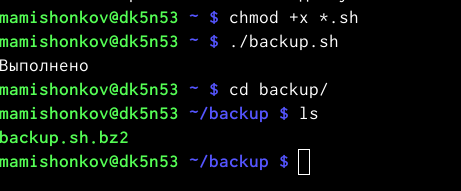 mamishonkov@dk5n53 ~ $ chmod +x *.sh
mamishonkov@dk5n53 ~ $ ./backup.sh
Выполнено
mamishonkov@dk5n53 ~ $ cd backup/
mamishonkov@dk5n53 ~/backup $ ls
backup.sh.bz2
mamishonkov@dk5n53 ~/backup $